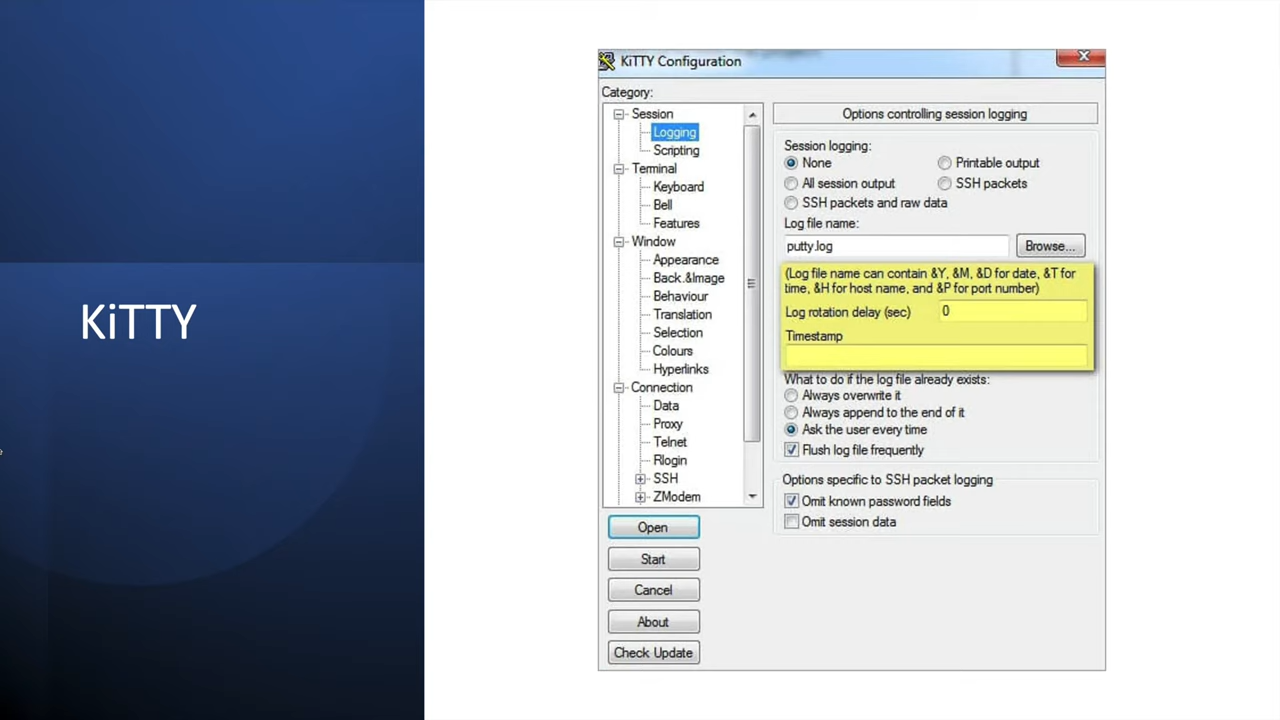 KiTTY
KiTTY Configuration
Category:
Session
Logging
Scripting
Terminal
Keyboard
Bell
Features
Window
Appearance
Back.&Image
Behaviour
Translation
Selection
Colours
Hyperlinks
Connection
Data
Proxy
Telnet
Rlogin
SSH
ZModem
Open
Start
Cancel
About
Check Update
Options controlling session logging
Session logging:
None
Printable output
All session output
SSH packets
SSH packets and raw data
Log file name:
putty.log
Browse...
(Log file name can contain &Y, &M, &D for date, &T for
time, &H for host name, and &P for port number)
Log rotation delay (sec)
0
Timestamp
What to do if the log file already exists:
Always overwrite it
Always append to the end of it
Ask the user every time
Flush log file frequently
Options specific to SSH packet logging
Omit known password fields
Omit session data